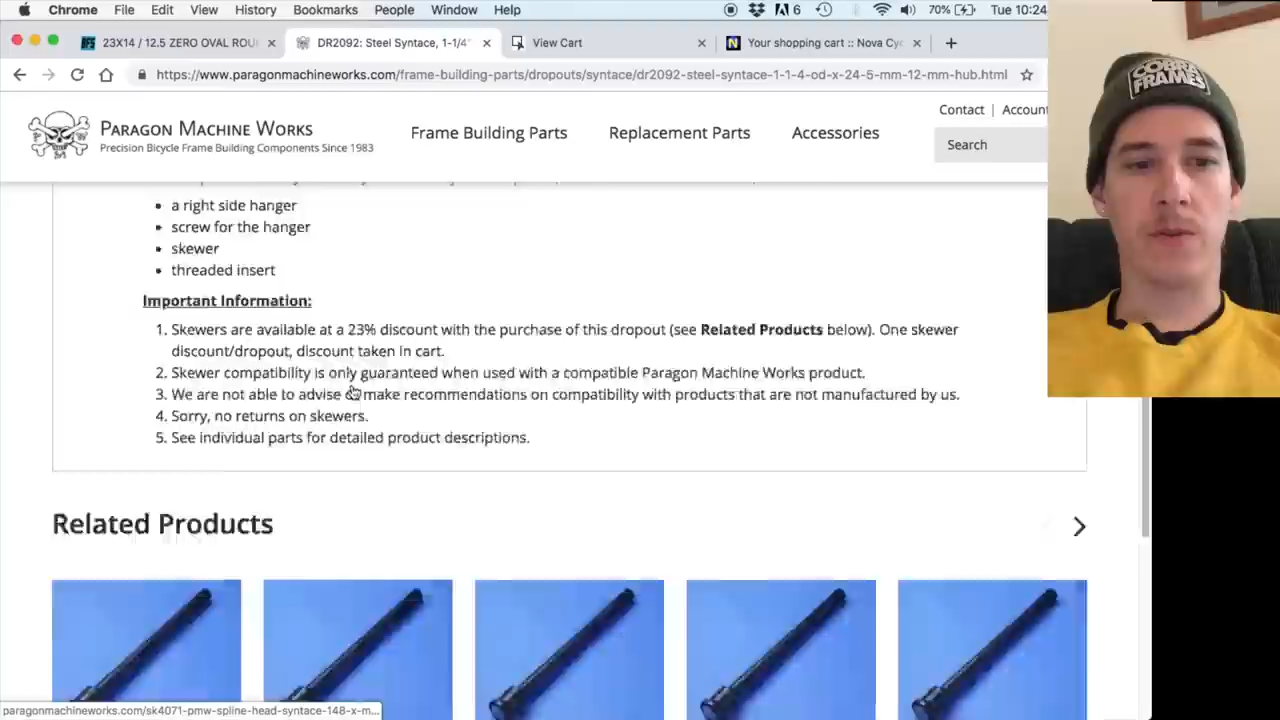 Chrome File Edit View History Bookmarks People Window Help 6 70% Tue 10:24
23X14 / 12.5 ZERO OVAL ROU DR2092: Steel Syntace, 1-1/4" View Cart Your shopping cart :: Nova Cyc
https://www.paragonmachineworks.com/frame-building-parts/dropouts/syntace/dr2092-steel-syntace-1-1-4-od-x-24-5-mm-12-mm-hub.html
Contact | Accoun
PARAGON MACHINE WORKS
Precision Bicycle Frame Building Components Since 1983
Frame Building Parts Replacement Parts Accessories
Search
COBRA
FRAMES
a right side hanger
screw for the hanger
skewer
threaded insert
Important Information:
1. Skewers are available at a 23% discount with the purchase of this dropout (see Related Products below). One skewer
discount/dropout, discount taken in cart.
2. Skewer compatibility is only guaranteed when used with a compatible Paragon Machine Works product.
3. We are not able to advise make recommendations on compatibility with products that are not manufactured by us.
4. Sorry, no returns on skewers.
5. See individual parts for detailed product descriptions.
Related Products
paragonmachineworks.com/sk4071-pmw-spline-head-syntace-148-x-m...